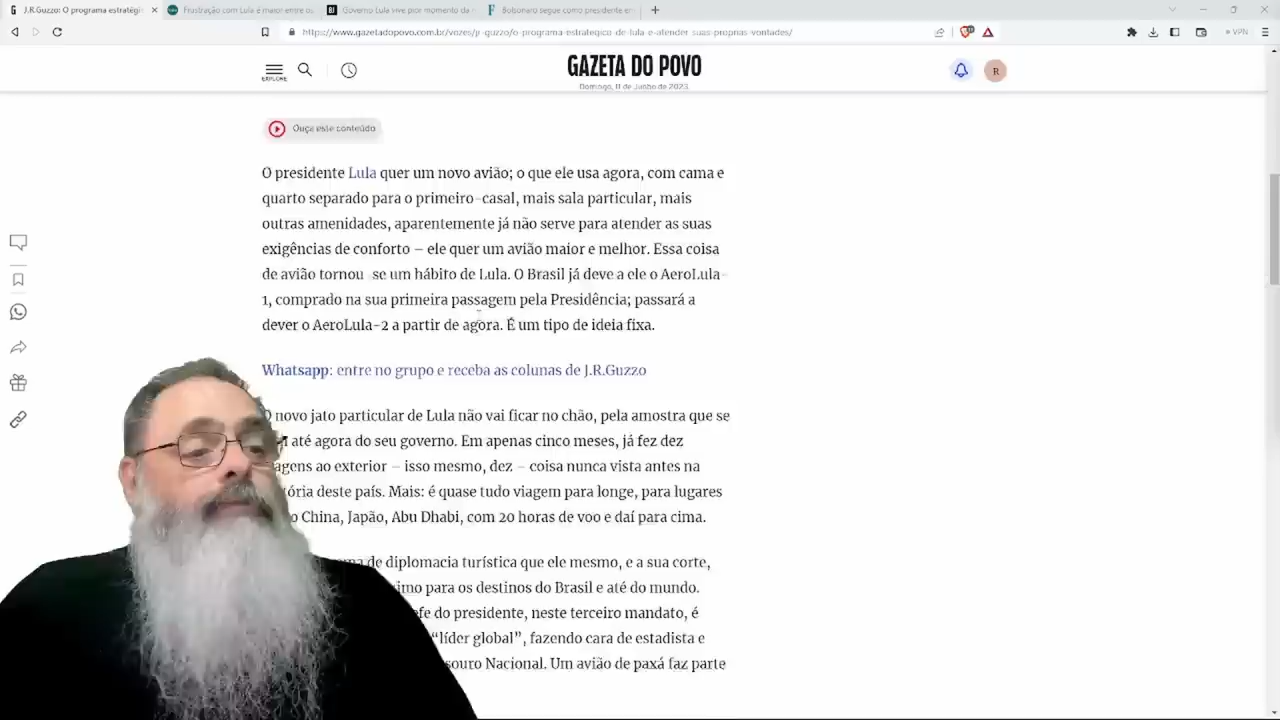 J.R.Guzzo: O programa estratégi
Frustração com Lula é maior entre os
Governo Lula vive pior momento da
Bolsonaro segue como presidente em
https://www.gazetadopovo.com.br/vozes/jr-guzzo/o-programa-estrategico-de-lula-e-atender-suas-proprias-vontades/
VPN
EXPLORE
GAZETA DO POVO
R
Domingo, 11 de Junho de 2023.
Ouça este conteúdo
O presidente Lula quer um novo avião; o que ele usa agora, com cama e
quarto separado para o primeiro-casal, mais sala particular, mais
outras amenidades, aparentemente já não serve para atender as suas
exigências de conforto – ele quer um avião maior e melhor. Essa coisa
de avião tornou-se um hábito de Lula. O Brasil já deve a ele o AeroLula-
1, comprado na sua primeira passagem pela Presidência; passará a
dever o AeroLula-2 a partir de agora. É um tipo de ideia fixa.
Whatsapp: entre no grupo e receba as colunas de J.R.Guzzo
O novo jato particular de Lula não vai ficar no chão, pela amostra que se
até agora do seu governo. Em apenas cinco meses, já fez dez
agens ao exterior – isso mesmo, dez – coisa nunca vista antes na
ória deste país. Mais: é quase tudo viagem para longe, para lugares
o China, Japão, Abu Dhabi, com 20 horas de voo e daí para cima.
ma de diplomacia turística que ele mesmo, e a sua corte,
imo para os destinos do Brasil e até do mundo.
efe do presidente, neste terceiro mandato, é
“líder global”, fazendo cara de estadista e
souro Nacional. Um avião de paxá faz parte